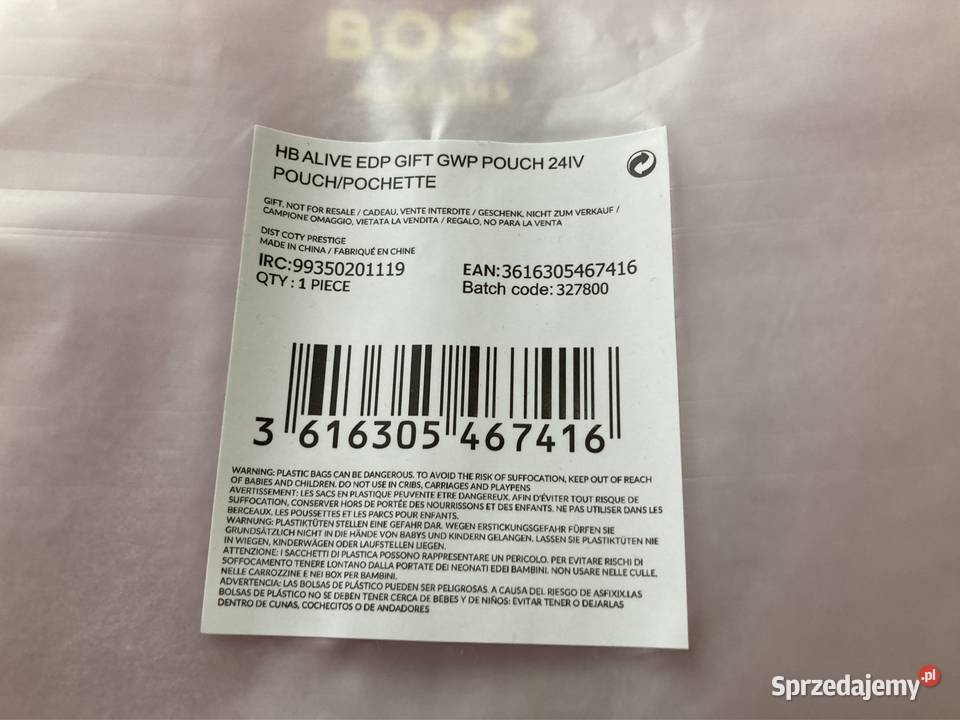 BOSS
HB ALIVE EDP GIFT GWP POUCH 24IV
POUCH/POCHETTE
GIFT, NOT FOR RESALE / CADEAU, VENTE INTERDITE / GESCHENK, NICHT ZUM VERKAUF /
CAMPIONE OMAGGIO, VIETATA LA VENDITA / REGALO, NO PARA LA VENTA
DIST COTY PRESTIGE
MADE IN CHINA / FABRIQUÉ EN CHINE
IRC:99350201119
QTY : 1 PIECE
EAN:3616305467416
Batch code: 327800
3 616305 467416
WARNING: PLASTIC BAGS CAN BE DANGEROUS. TO AVOID THE RISK OF SUFFOCATION, KEEP OUT OF REACH
OF BABIES AND CHILDREN. DO NOT USE IN CRIBS, CARRIAGES AND PLAYPENS
AVERTISSEMENT: LES SACS EN PLASTIQUE PEUVENTE ETRE DANGEREUX. AFIN D'ÉVITER TOUT RISQUE DE
SUFFOCATION, CONSERVER HORS DE PORTÉE DES NOURRISSONS ET DES ENFANTS. NE PAS UTILISER DANS LES
BERCEAUX, LES POUSSETTES ET LES PARCS POUR ENFANTS.
WARNUNG: PLASTIKTÜTEN STELLEN EINE GEFAHR DAR. WEGEN ERSTICKUNGSGEFAHR FÜRFEN SIE
GRUNDSÄTZLICH NICHT IN DIE HÄNDE VON BABYS UND KINDERN GELANGEN. LASSEN SIE PLASTIKTÜTEN NIE
IN WIEGEN, KINDERWÄGEN ODER LAUFSTELLEN LIEGEN.
ATTENZIONE: I SACCHETTI DI PLASTICA POSSONO RAPPRESENTARE UN PERICOLO. PER EVITARE RISCHI DI
SOFFOCAMENTO TENERE LONTANO DALLA PORTATE DEI NEONATI EDEI BAMBINI. NON USARE NELLE CULLE,
NELLE CARROZZINE E NEI BOX PER BAMBINI.
ADVERTENCIA: LAS BOLSAS DE PLÁSTICO PUEDEN SER PELIGROSAS. A CAUSA DEL RIESGO DE ASFIXIX.LAS
BOLSAS DE PLÁSTICO NO SE DEBEN TENER CERCA DE BEBES Y DE NIÑOS: EVITAR TENER O DEJARLAS
DENTRO DE CUNAS, COCHECITOS O DE ANDADORES
Sprzedajemy.pl